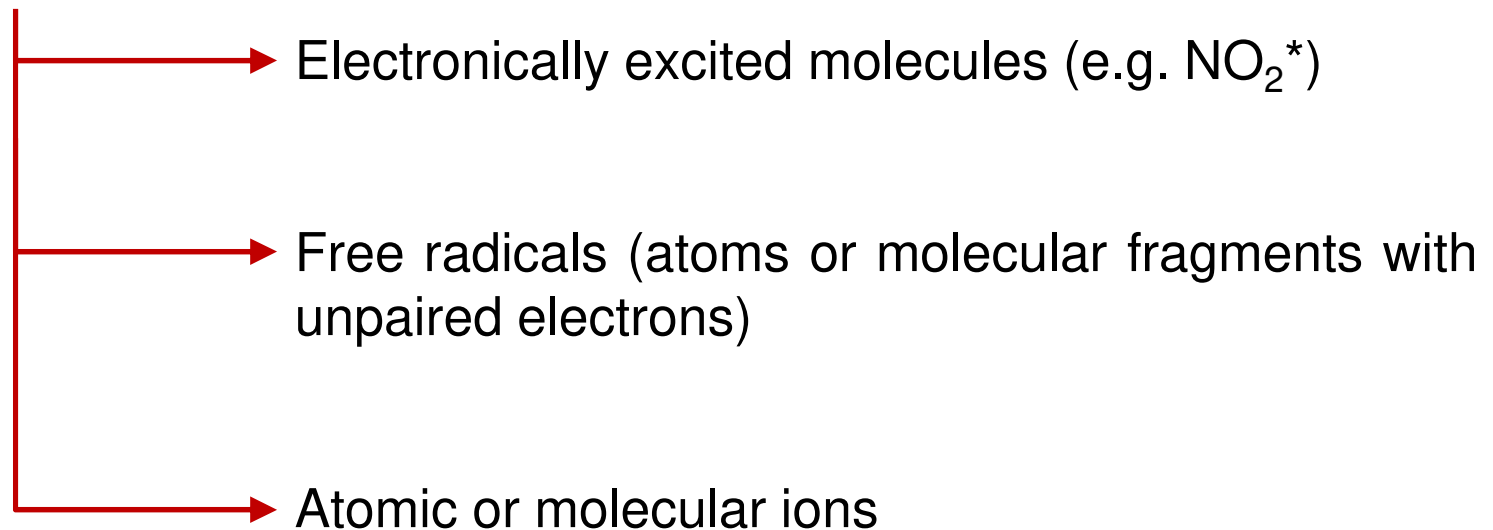 Electronically excited molecules (e.g. NO₂*)
Free radicals (atoms or molecular fragments with
unpaired electrons)
Atomic or molecular ions